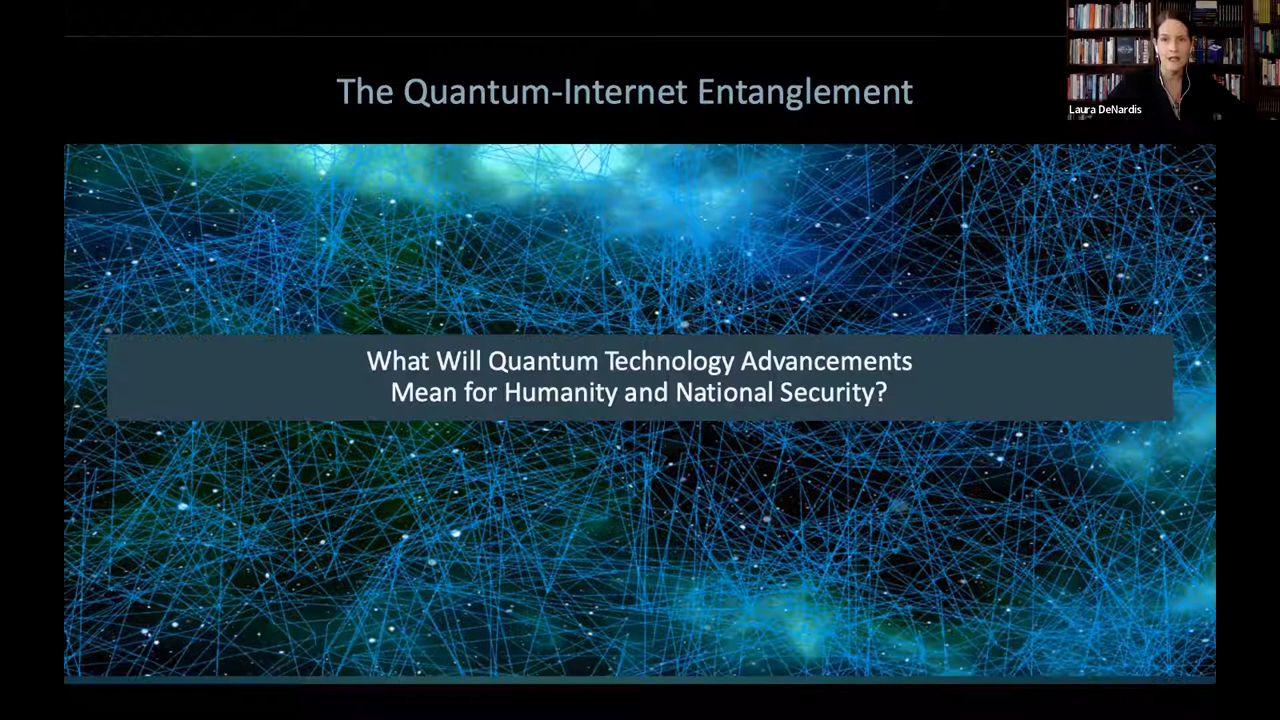 The Quantum-Internet Entanglement
Laura DeNardis
What Will Quantum Technology Advancements
Mean for Humanity and National Security?